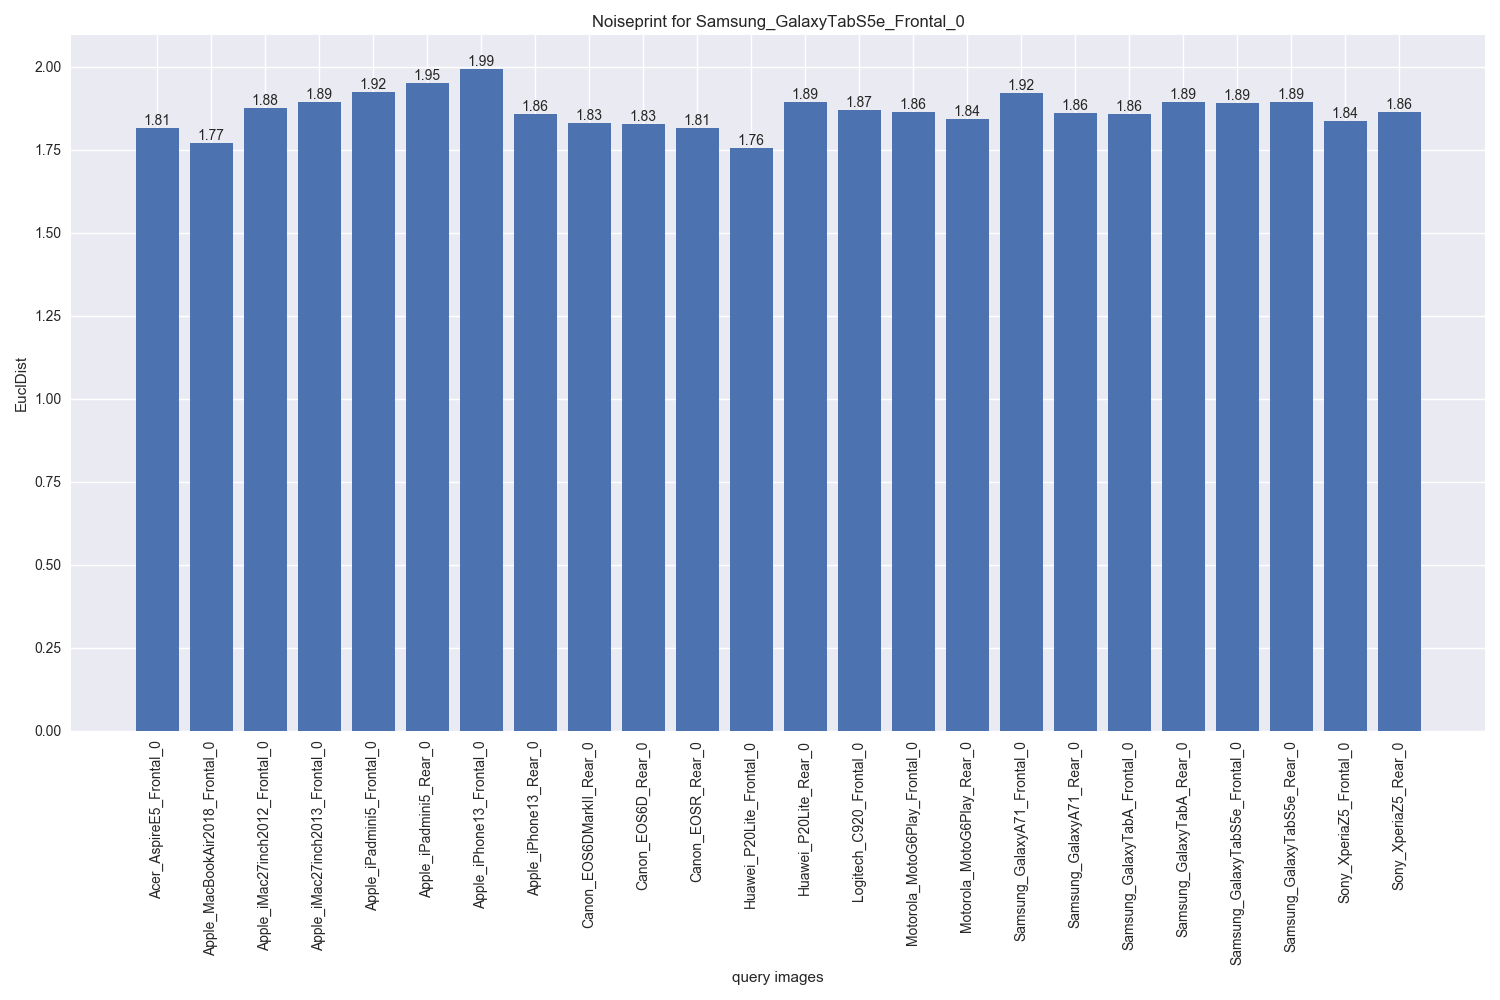 Noiseprint for Samsung_GalaxyTabS5e_Frontal_0
EuclDist
2.00
1.75
1.50
1.25
1.00
0.75
0.50
0.25
0.00
1.81
1.77
1.88
1.89
1.92
1.95
1.99
1.86
1.83
1.83
1.81
1.76
1.89
1.87
1.86
1.84
1.92
1.86
1.86
1.89
1.89
1.89
1.84
1.86
Acer_AspireE5_Frontal_0
Apple_MacBookAir2018_Frontal_0
Apple_iMac27inch2012_Frontal_0
Apple_iMac27inch2013_Frontal_0
Apple_iPadmini5_Frontal_0
Apple_iPadmini5_Rear_0
Apple_iPhone13_Frontal_0
Apple_iPhone13_Rear_0
Canon_EOS6DMarkII_Rear_0
Canon_EOS6D_Rear_0
Canon_EOSR_Rear_0
Huawei_P20Lite_Frontal_0
Huawei_P20Lite_Rear_0
Logitech_C920_Frontal_0
Motorola_MotoG6Play_Frontal_0
Motorola_MotoG6Play_Rear_0
Samsung_GalaxyA71_Frontal_0
Samsung_GalaxyA71_Rear_0
Samsung_GalaxyTabA_Frontal_0
Samsung_GalaxyTabA_Rear_0
Samsung_GalaxyTabS5e_Frontal_0
Samsung_GalaxyTabS5e_Rear_0
Sony_XperiaZ5_Frontal_0
Sony_XperiaZ5_Rear_0
query images